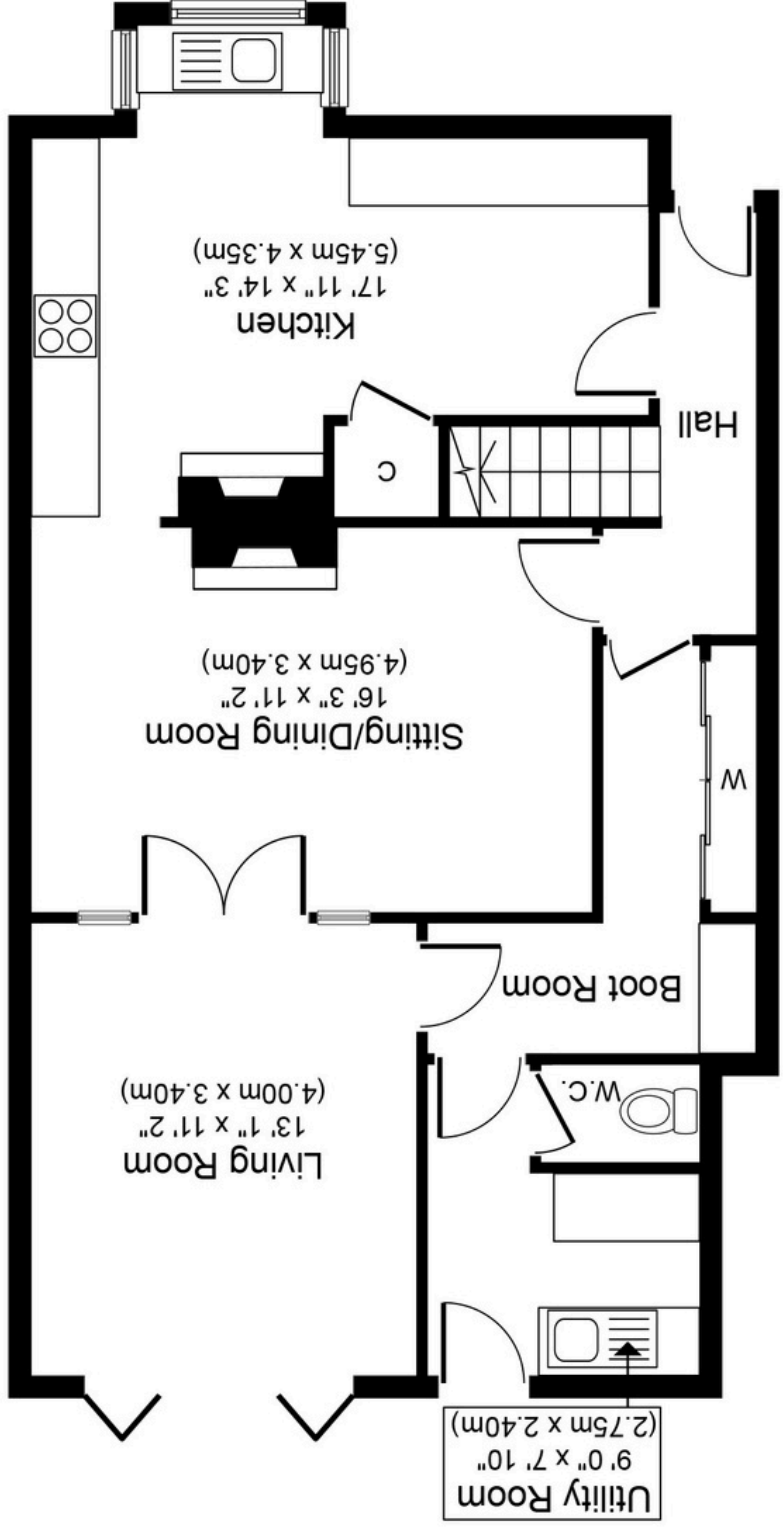 Utility Room
9' 0" x 7' 10"
(2.75m x 2.40m)
Living Room
13' 1" x 11' 2"
(4.00m x 3.40m)
W.C.
Boot Room
W
Sitting/Dining Room
16' 3" x 11' 2"
(4.95m x 3.40m)
C
Hall
Kitchen
17' 11" x 14' 3"
(5.45m x 4.35m)